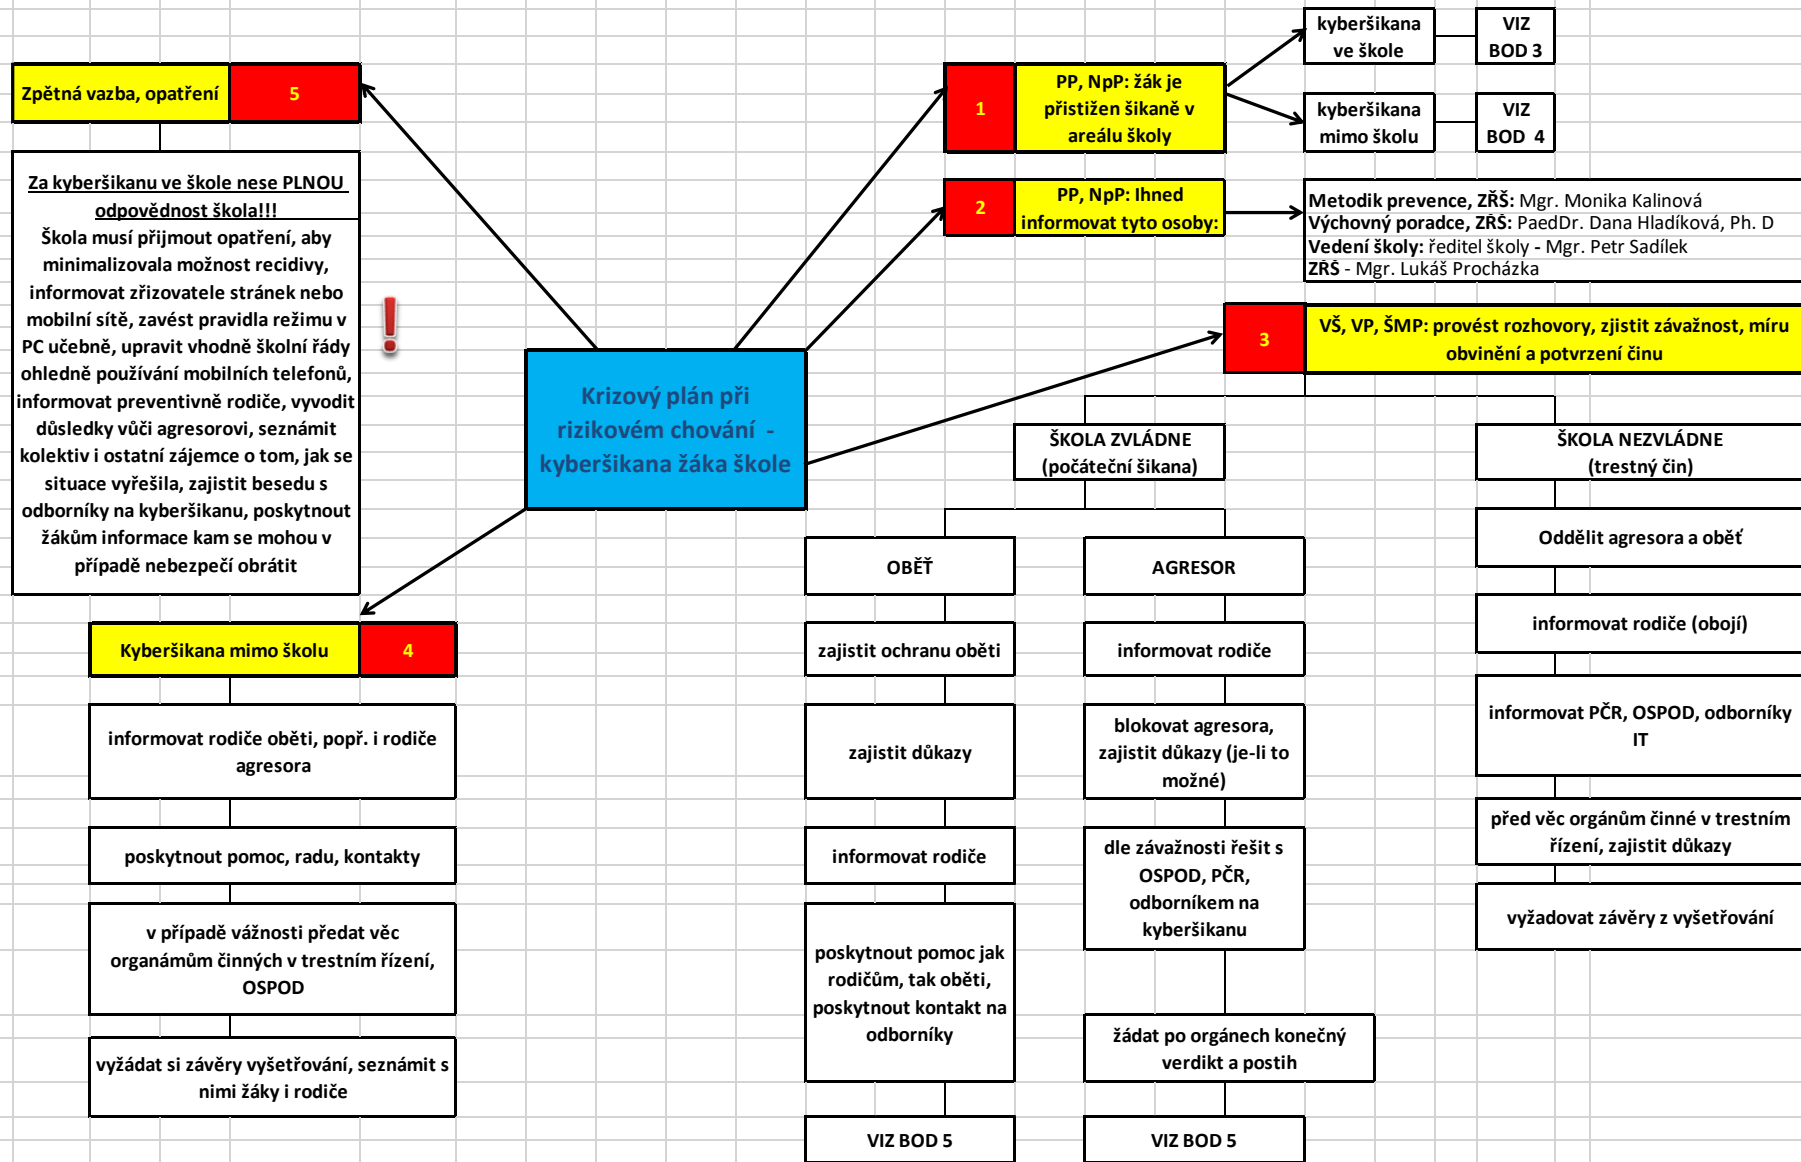 Zpětná vazba, opatření
5
Za kyberšikanu ve škole nese PLNOU
odpovědnost škola!!!
Škola musí přijmout opatření, aby
minimalizovala možnost recidivy,
informovat zřizovatele stránek nebo
mobilní sítě, zavést pravidla režimu v
PC učebně, upravit vhodně školní řády
ohledně používání mobilních telefonů,
informovat preventivně rodiče, vyvodit
důsledky vůči agresorovi, seznámit
kolektiv i ostatní zájemce o tom, jak se
situace vyřešila, zajistit besedu s
odborníky na kyberšikanu, poskytnout
žákům informace kam se mohou v
případě nebezpečí obrátit
!
Krizový plán při
rizikovém chování -
kyberšikana žáka škole
1
PP, NpP: žák je
přistižen šikaně v
areálu školy
kyberšikana
ve škole
VIZ
BOD 3
kyberšikana
mimo školu
VIZ
BOD 4
2
PP, NpP: Ihned
informovat tyto osoby:
Metodik prevence, ZŘŠ: Mgr. Monika Kalinová
Výchovný poradce, ZŘŠ: PaedDr. Dana Hladíková, Ph. D
Vedení školy: ředitel školy - Mgr. Petr Sadílek
ZŘŠ - Mgr. Lukáš Procházka
3
VŠ, VP, ŠMP: provést rozhovory, zjistit závažnost, míru
obvinění a potvrzení činu
ŠKOLA ZVLÁDNE
(počáteční šikana)
OBĚŤ
zajistit ochranu oběti
zajistit důkazy
informovat rodiče
poskytnout pomoc jak
rodičům, tak oběti,
poskytnout kontakt na
odborníky
VIZ BOD 5
AGRESOR
informovat rodiče
blokovat agresora,
zajistit důkazy (je-li to
možné)
dle závažnosti řešit s
OSPOD, PČR,
odborníkem na
kyberšikanu
žádat po orgánech konečný
verdikt a postih
VIZ BOD 5
ŠKOLA NEZVLÁDNE
(trestný čin)
Oddělit agresora a oběť
informovat rodiče (obojí)
informovat PČR, OSPOD, odborníky
IT
před věc orgánům činné v trestním
řízení, zajistit důkazy
vyžadovat závěry z vyšetřování
Kyberšikana mimo školu
4
informovat rodiče oběti, popř. i rodiče
agresora
poskytnout pomoc, radu, kontakty
v případě vážnosti předat věc
organámům činných v trestním řízení,
OSPOD
vyžádát si závěry vyšetřování, seznámit s
nimi žáky i rodiče